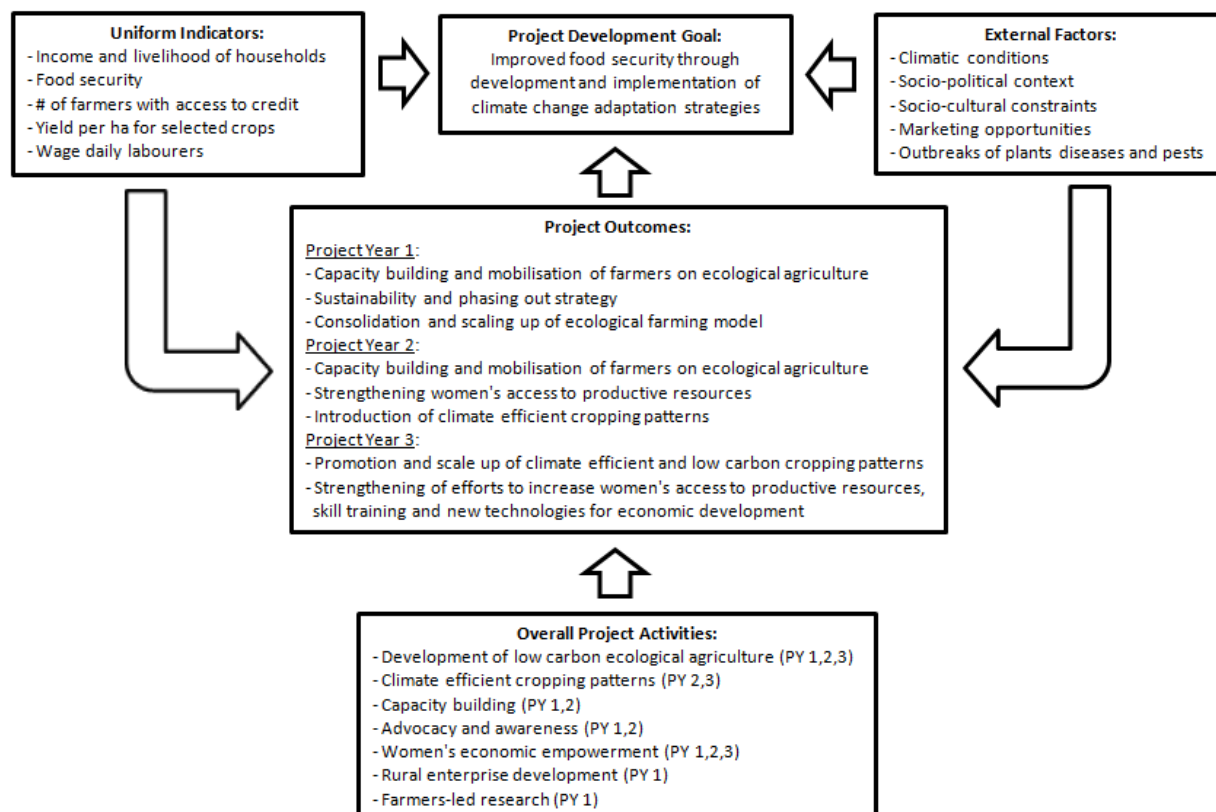 Uniform Indicators:
- Income and livelihood of households
- Food security
- # of farmers with access to credit
- Yield per ha for selected crops
- Wage daily labourers
Project Development Goal:
Improved food security through
development and implementation of
climate change adaptation strategies
External Factors:
- Climatic conditions
- Socio-political context
- Socio-cultural constraints
- Marketing opportunities
- Outbreaks of plants diseases and pests
Project Outcomes:
Project Year 1:
- Capacity building and mobilisation of farmers on ecological agriculture
- Sustainability and phasing out strategy
- Consolidation and scaling up of ecological farming model
Project Year 2:
- Capacity building and mobilisation of farmers on ecological agriculture
- Strengthening women's access to productive resources
- Introduction of climate efficient cropping patterns
Project Year 3:
- Promotion and scale up of climate efficient and low carbon cropping patterns
- Strengthening of efforts to increase women's access to productive resources,
skill training and new technologies for economic development
Overall Project Activities:
- Development of low carbon ecological agriculture (PY 1,2,3)
- Climate efficient cropping patterns (PY 2,3)
- Capacity building (PY 1,2)
- Advocacy and awareness (PY 1,2)
- Women's economic empowerment (PY 1,2,3)
- Rural enterprise development (PY 1)
- Farmers-led research (PY 1)